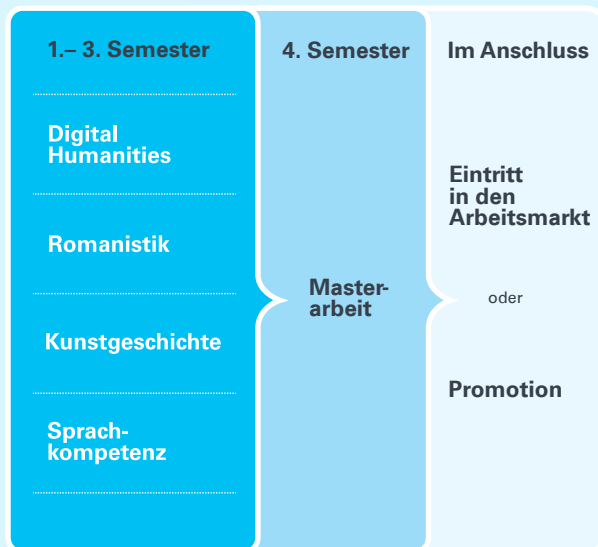 1.– 3. Semester
Digital
Humanities
Romanistik
Kunstgeschichte
Sprach-
kompetenz
4. Semester
Master-
arbeit
Im Anschluss
Eintritt
in den
Arbeitsmarkt
oder
Promotion